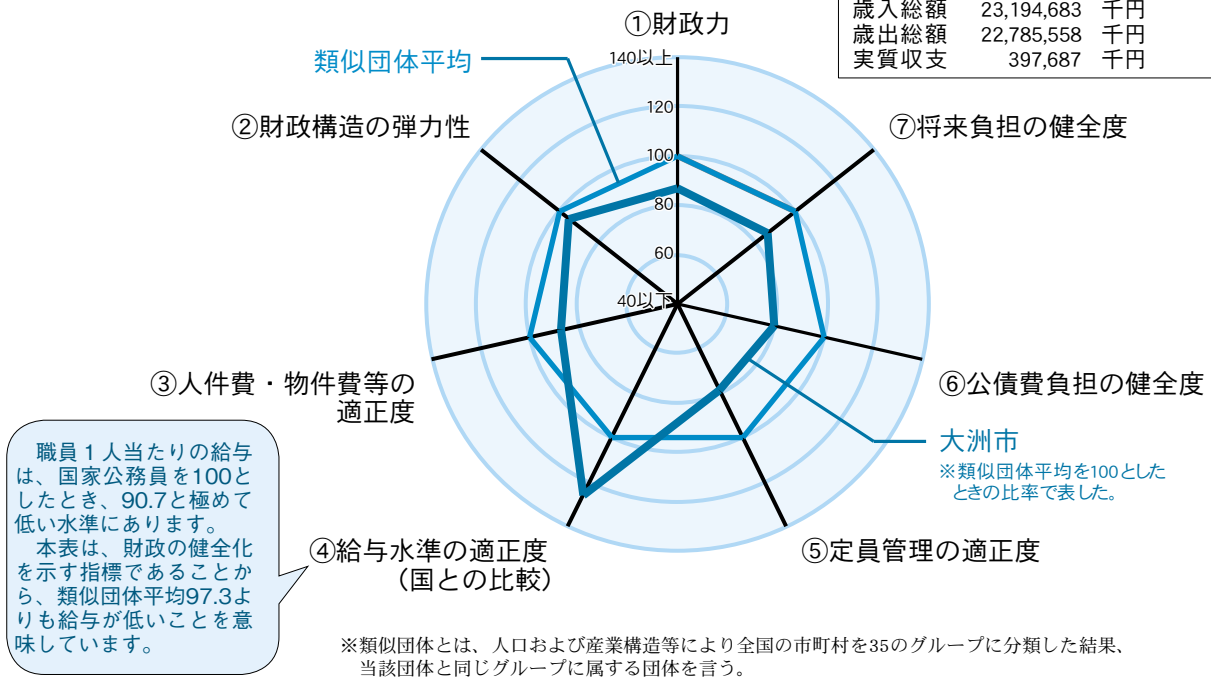 歳入総額 23,194,683 千円
歳出総額 22,785,558 千円
実質収支 397,687 千円
①財政力
類似団体平均
140以上
120
100
80
60
40以下
②財政構造の弾力性
⑦将来負担の健全度
③人件費・物件費等の
適正度
⑥公債費負担の健全度
大洲市
※類似団体平均を100とした
ときの比率で表した。
④給与水準の適正度
（国との比較）
⑤定員管理の適正度
職員１人当たりの給与
は、国家公務員を100と
したとき、90.7と極めて
低い水準にあります。
本表は、財政の健全化
を示す指標であることか
ら、類似団体平均97.3よ
りも給与が低いことを意
味しています。
※類似団体とは、人口および産業構造等により全国の市町村を35のグループに分類した結果、
当該団体と同じグループに属する団体を言う。